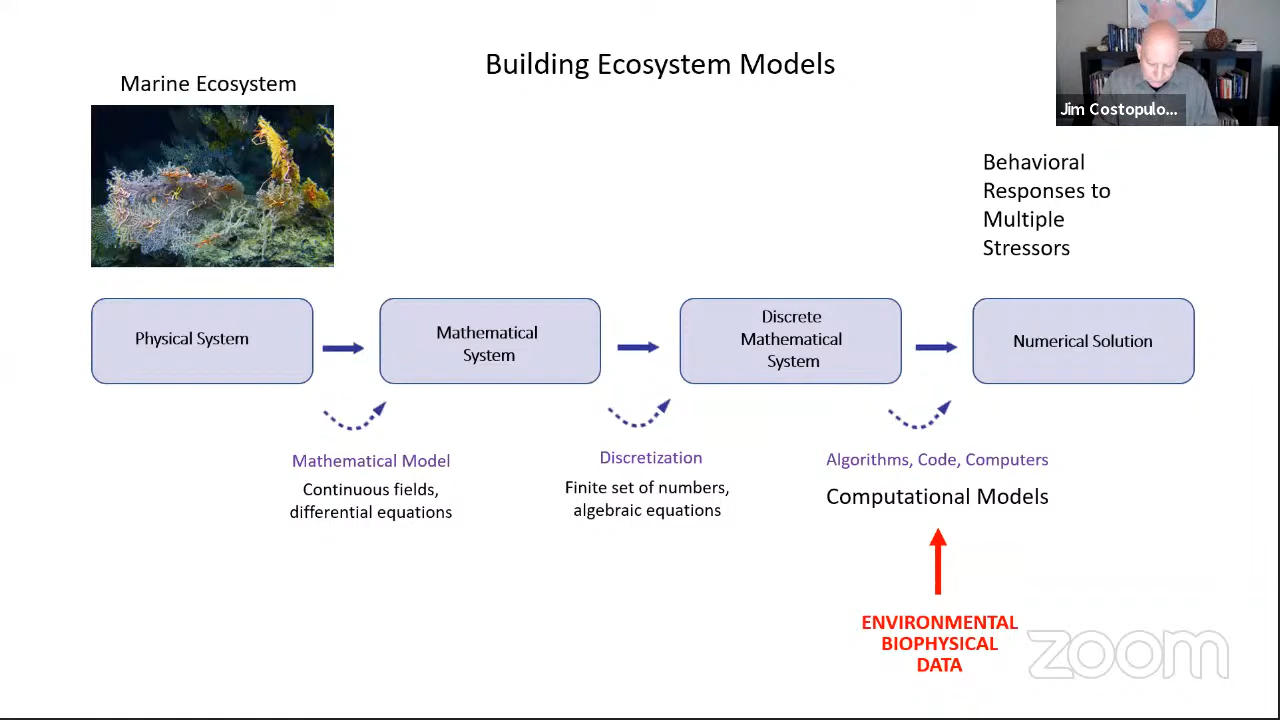 Building Ecosystem Models
Marine Ecosystem
Jim Costopulo...
Behavioral
Responses to
Multiple
Stressors
Physical System
Mathematical
System
Discrete
Mathematical
System
Numerical Solution
Mathematical Model
Continuous fields,
differential equations
Discretization
Finite set of numbers,
algebraic equations
Algorithms, Code, Computers
Computational Models
ENVIRONMENTAL
BIOPHYSICAL
DATA
zoom